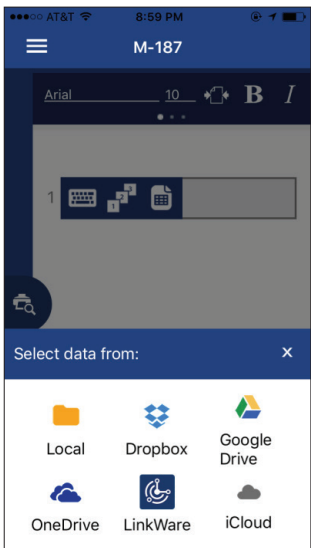 AT&T 8:59 PM
M-187
Arial 10 B I
1
Select data from:
x
Local Dropbox Google Drive
OneDrive LinkWare iCloud